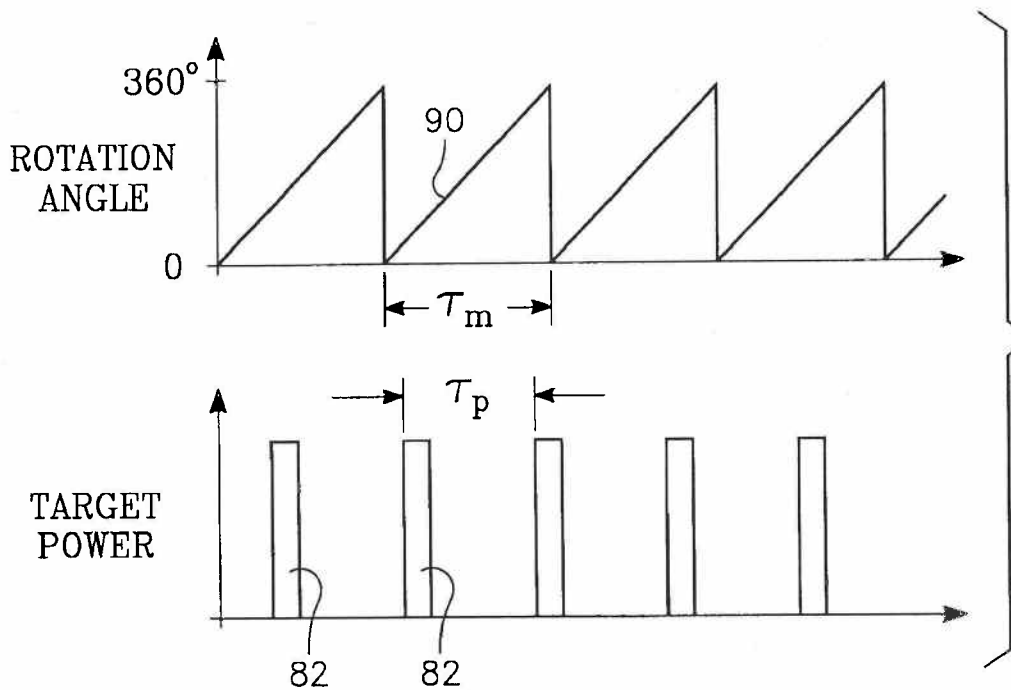 360°
90
ROTATION
ANGLE
0
τm
τp
TARGET
POWER
82
82